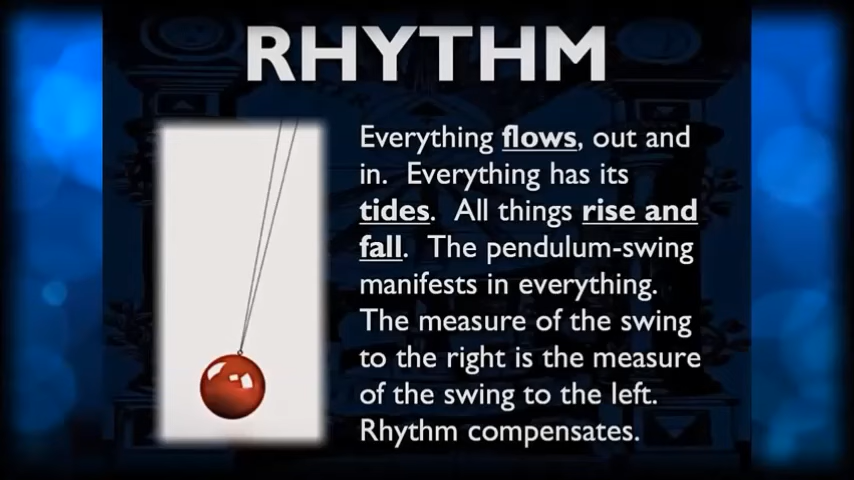 RHYTHM
Everything flows, out and
in. Everything has its
tides. All things rise and
fall. The pendulum-swing
manifests in everything.
The measure of the swing
to the right is the measure
of the swing to the left.
Rhythm compensates.